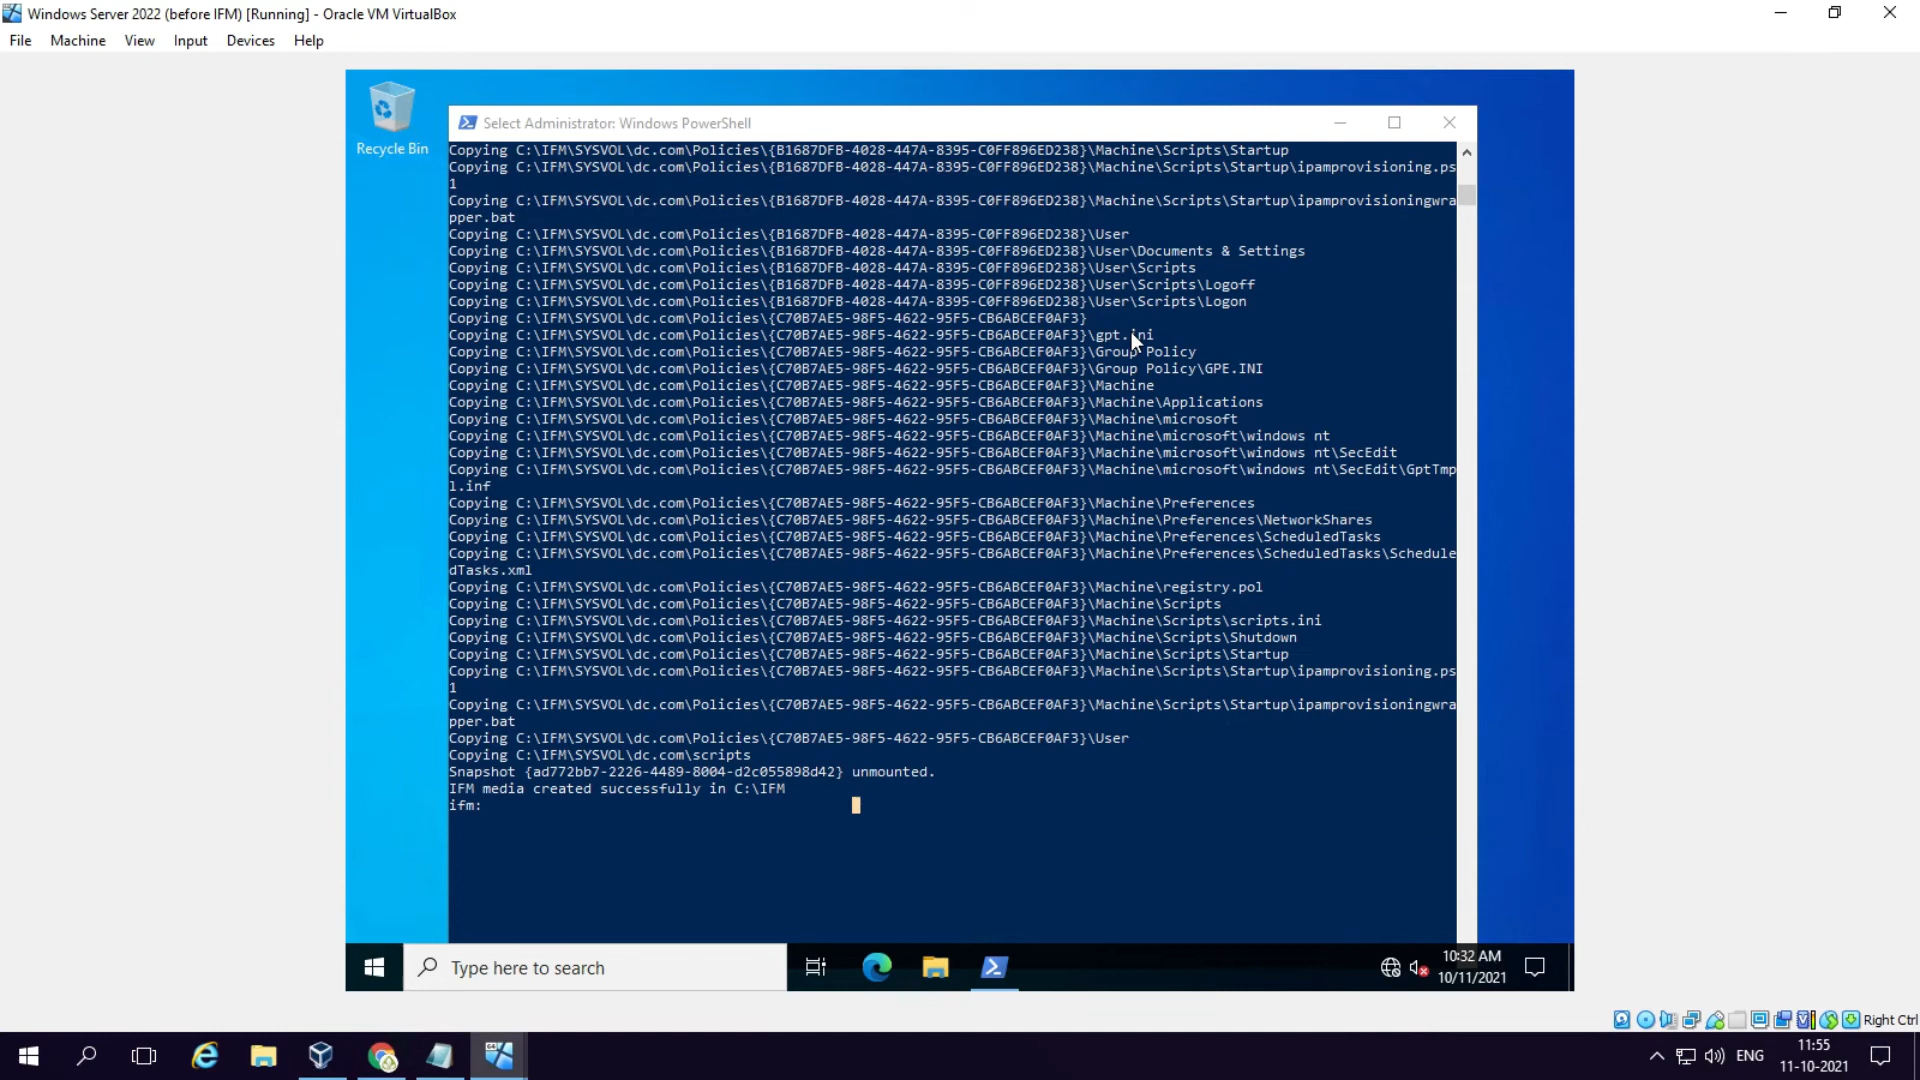 Windows Server 2022 (before IFM) [Running] - Oracle VM VirtualBox
File Machine View Input Devices Help
Recycle Bin
Select Administrator: Windows PowerShell
Copying C:\IFM\SYSVOL\dc.com\Policies\{B1687DFB-4028-447A-8395-C0FF896ED238}\Machine\Scripts\Startup
Copying C:\IFM\SYSVOL\dc.com\Policies\{B1687DFB-4028-447A-8395-C0FF896ED238}\Machine\Scripts\Startup\ipamprovisioning.ps
1
Copying C:\IFM\SYSVOL\dc.com\Policies\{B1687DFB-4028-447A-8395-C0FF896ED238}\Machine\Scripts\Startup\ipamprovisioningwra
pper.bat
Copying C:\IFM\SYSVOL\dc.com\Policies\{B1687DFB-4028-447A-8395-C0FF896ED238}\User
Copying C:\IFM\SYSVOL\dc.com\Policies\{B1687DFB-4028-447A-8395-C0FF896ED238}\User\Documents & Settings
Copying C:\IFM\SYSVOL\dc.com\Policies\{B1687DFB-4028-447A-8395-C0FF896ED238}\User\Scripts
Copying C:\IFM\SYSVOL\dc.com\Policies\{B1687DFB-4028-447A-8395-C0FF896ED238}\User\Scripts\Logoff
Copying C:\IFM\SYSVOL\dc.com\Policies\{B1687DFB-4028-447A-8395-C0FF896ED238}\User\Scripts\Logon
Copying C:\IFM\SYSVOL\dc.com\Policies\{C70B7AE5-98F5-4622-95F5-CB6ABCEF0AF3}
Copying C:\IFM\SYSVOL\dc.com\Policies\{C70B7AE5-98F5-4622-95F5-CB6ABCEF0AF3}\gpt.ini
Copying C:\IFM\SYSVOL\dc.com\Policies\{C70B7AE5-98F5-4622-95F5-CB6ABCEF0AF3}\Group Policy
Copying C:\IFM\SYSVOL\dc.com\Policies\{C70B7AE5-98F5-4622-95F5-CB6ABCEF0AF3}\Group Policy\GPE.INI
Copying C:\IFM\SYSVOL\dc.com\Policies\{C70B7AE5-98F5-4622-95F5-CB6ABCEF0AF3}\Machine
Copying C:\IFM\SYSVOL\dc.com\Policies\{C70B7AE5-98F5-4622-95F5-CB6ABCEF0AF3}\Machine\Applications
Copying C:\IFM\SYSVOL\dc.com\Policies\{C70B7AE5-98F5-4622-95F5-CB6ABCEF0AF3}\Machine\microsoft
Copying C:\IFM\SYSVOL\dc.com\Policies\{C70B7AE5-98F5-4622-95F5-CB6ABCEF0AF3}\Machine\microsoft\windows nt
Copying C:\IFM\SYSVOL\dc.com\Policies\{C70B7AE5-98F5-4622-95F5-CB6ABCEF0AF3}\Machine\microsoft\windows nt\SecEdit
Copying C:\IFM\SYSVOL\dc.com\Policies\{C70B7AE5-98F5-4622-95F5-CB6ABCEF0AF3}\Machine\microsoft\windows nt\SecEdit\GptTmp
l.inf
Copying C:\IFM\SYSVOL\dc.com\Policies\{C70B7AE5-98F5-4622-95F5-CB6ABCEF0AF3}\Machine\Preferences
Copying C:\IFM\SYSVOL\dc.com\Policies\{C70B7AE5-98F5-4622-95F5-CB6ABCEF0AF3}\Machine\Preferences\NetworkShares
Copying C:\IFM\SYSVOL\dc.com\Policies\{C70B7AE5-98F5-4622-95F5-CB6ABCEF0AF3}\Machine\Preferences\ScheduledTasks
Copying C:\IFM\SYSVOL\dc.com\Policies\{C70B7AE5-98F5-4622-95F5-CB6ABCEF0AF3}\Machine\Preferences\ScheduledTasks\Schedule
dTasks.xml
Copying C:\IFM\SYSVOL\dc.com\Policies\{C70B7AE5-98F5-4622-95F5-CB6ABCEF0AF3}\Machine\registry.pol
Copying C:\IFM\SYSVOL\dc.com\Policies\{C70B7AE5-98F5-4622-95F5-CB6ABCEF0AF3}\Machine\Scripts
Copying C:\IFM\SYSVOL\dc.com\Policies\{C70B7AE5-98F5-4622-95F5-CB6ABCEF0AF3}\Machine\Scripts\scripts.ini
Copying C:\IFM\SYSVOL\dc.com\Policies\{C70B7AE5-98F5-4622-95F5-CB6ABCEF0AF3}\Machine\Scripts\Shutdown
Copying C:\IFM\SYSVOL\dc.com\Policies\{C70B7AE5-98F5-4622-95F5-CB6ABCEF0AF3}\Machine\Scripts\Startup
Copying C:\IFM\SYSVOL\dc.com\Policies\{C70B7AE5-98F5-4622-95F5-CB6ABCEF0AF3}\Machine\Scripts\Startup\ipamprovisioning.ps
1
Copying C:\IFM\SYSVOL\dc.com\Policies\{C70B7AE5-98F5-4622-95F5-CB6ABCEF0AF3}\Machine\Scripts\Startup\ipamprovisioningwra
pper.bat
Copying C:\IFM\SYSVOL\dc.com\Policies\{C70B7AE5-98F5-4622-95F5-CB6ABCEF0AF3}\User
Copying C:\IFM\SYSVOL\dc.com\scripts
Snapshot {ad772bb7-2226-4489-8004-d2c055898d42} unmounted.
IFM media created successfully in C:\IFM
ifm:
Type here to search
10:32 AM
10/11/2021
Right Ctrl
ENG
11:55
11-10-2021